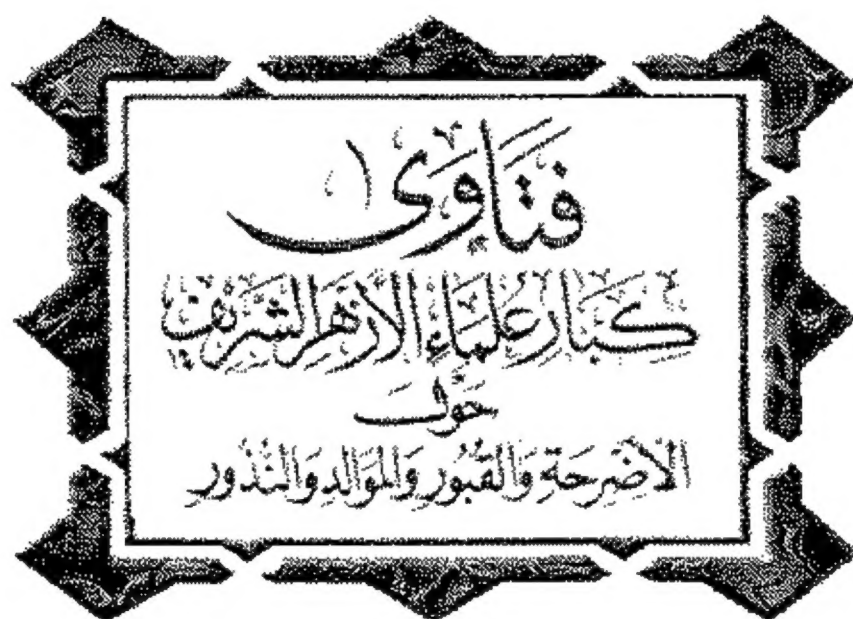 فتاوى
كبار علماء الأزهر الشريف
حول
الأضرحة والقبور والموالد والنذور